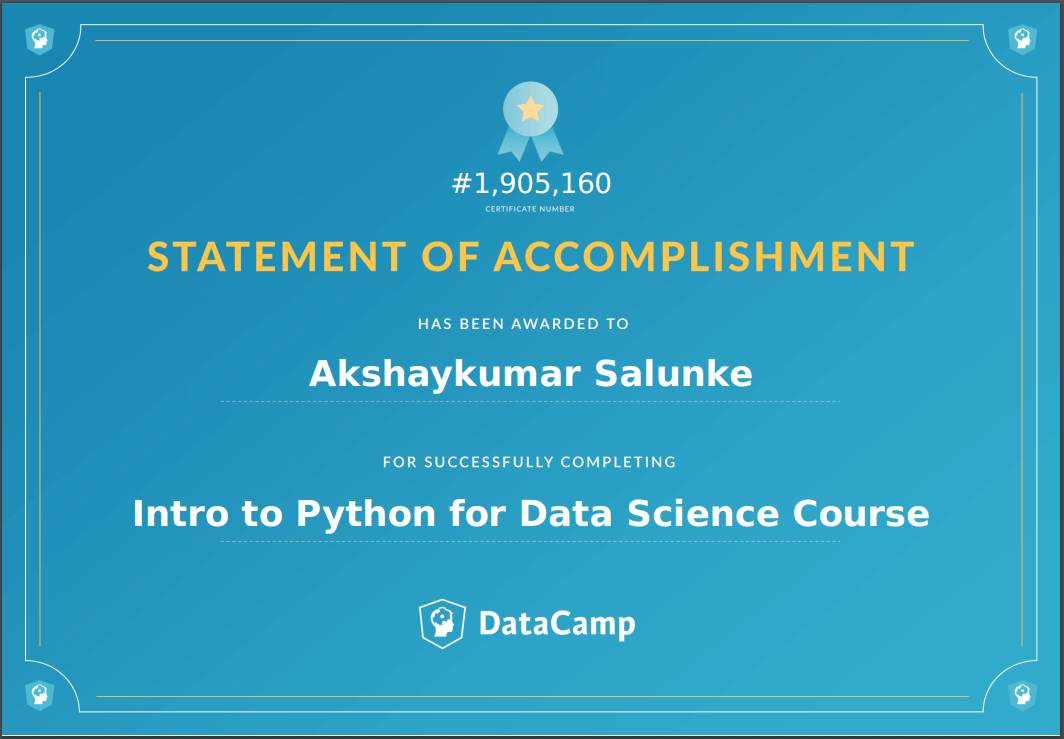 #1,905,160
CERTIFICATE NUMBER
STATEMENT OF ACCOMPLISHMENT
HAS BEEN AWARDED TO
Akshaykumar Salunke
FOR SUCCESSFULLY COMPLETING
Intro to Python for Data Science Course
DataCamp